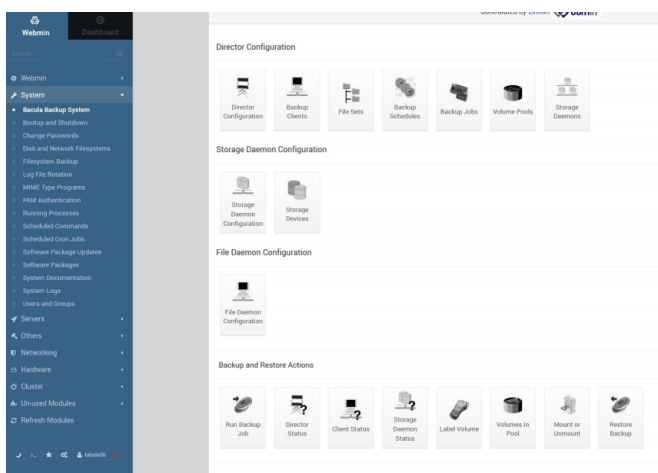 Webmin
Dashboard
Search
Webmin
System
Bacula Backup System
Bootup and Shutdown
Change Passwords
Disk and Network Filesystems
Filesystem Backup
Log File Rotation
MIME Type Programs
PAM Authentication
Running Processes
Scheduled Commands
Scheduled Cron Jobs
Software Package Updates
Software Packages
System Documentation
System Logs
Users and Groups
Servers
Others
Networking
Hardware
Cluster
Un-used Modules
Refresh Modules
Contributed by
Director Configuration
Director Configuration
Backup Clients
File Sets
Backup Schedules
Backup Jobs
Volume Pools
Storage Daemons
Storage Daemon Configuration
Storage Daemon Configuration
Storage Devices
File Daemon Configuration
File Daemon Configuration
Backup and Restore Actions
Run Backup Job
Director Status
Client Status
Storage Daemon Status
Label Volume
Volumes In Pool
Mount or Unmount
Restore Backup